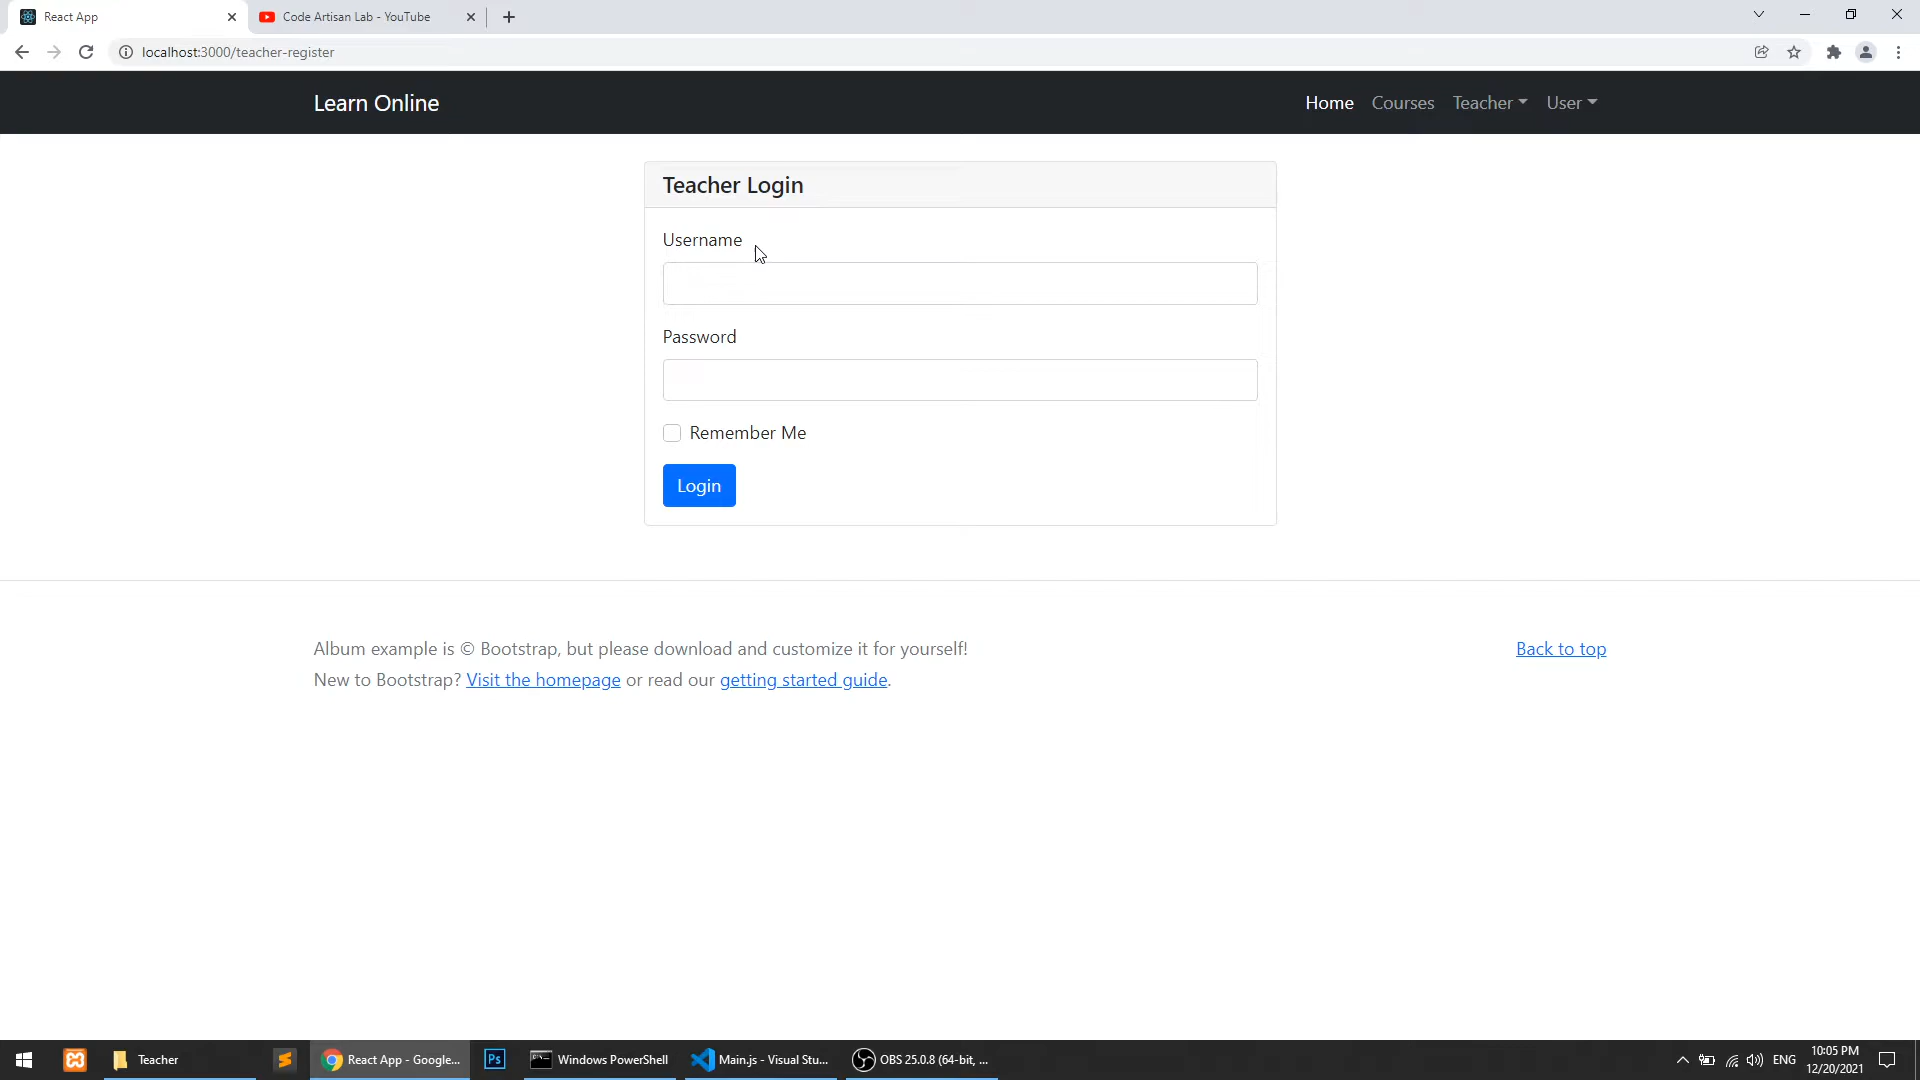 React App
Code Artisan Lab - YouTube
localhost:3000/teacher-register
Learn Online
Home
Courses
Teacher
User
Teacher Login
Username
Password
Remember Me
Login
Album example is © Bootstrap, but please download and customize it for yourself!
Back to top
New to Bootstrap? Visit the homepage or read our getting started guide.
Teacher
React App - Google...
Ps
Windows PowerShell
Main.js - Visual Stu...
OBS 25.0.8 (64-bit, ...
ENG
10:05 PM
12/20/2021